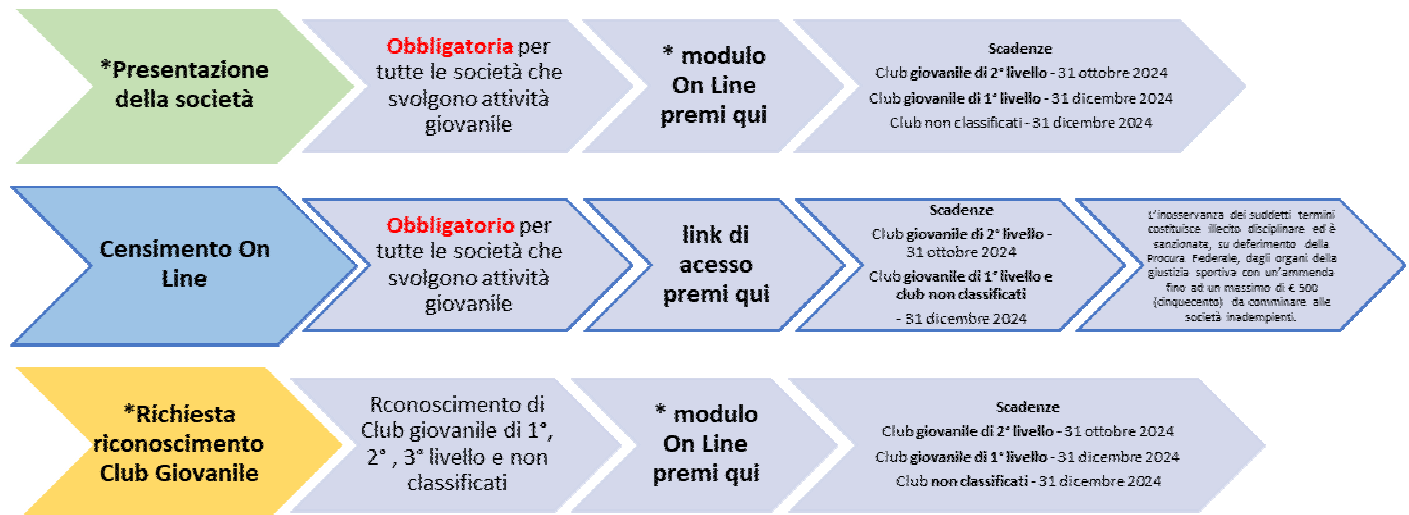 *Presentazione
della società
Obbligatoria per
tutte le società che
svolgono attività
giovanile
* modulo
On Line
premi qui
Scadenze
Club giovanile di 2° livello - 31 ottobre 2024
Club giovanile di 1° livello - 31 dicembre 2024
Club non classificati - 31 dicembre 2024
Censimento On
Line
Obbligatorio per
tutte le società che
svolgono attività
giovanile
link di
acesso
premi qui
Scadenze
Club giovanile di 2° livello -
31 ottobre 2024
Club giovanile di 1° livello e
club non classificati
- 31 dicembre 2024
L'inosservanza dei suddetti termini
costituisce illecito disciplinare ed è
sanzionata, su deferimento della
Procura Federale, dagli organi della
giustizia sportiva con un'ammenda
fino ad un massimo di € 500
(cinquecento) da comminare alle
società inadempienti.
*Richiesta
riconoscimento
Club Giovanile
Rconoscimento di
Club giovanile di 1°,
2° , 3° livello e non
classificati
* modulo
On Line
premi qui
Scadenze
Club giovanile di 2° livello - 31 ottobre 2024
Club giovanile di 1° livello - 31 dicembre 2024
Club non classificati - 31 dicembre 2024